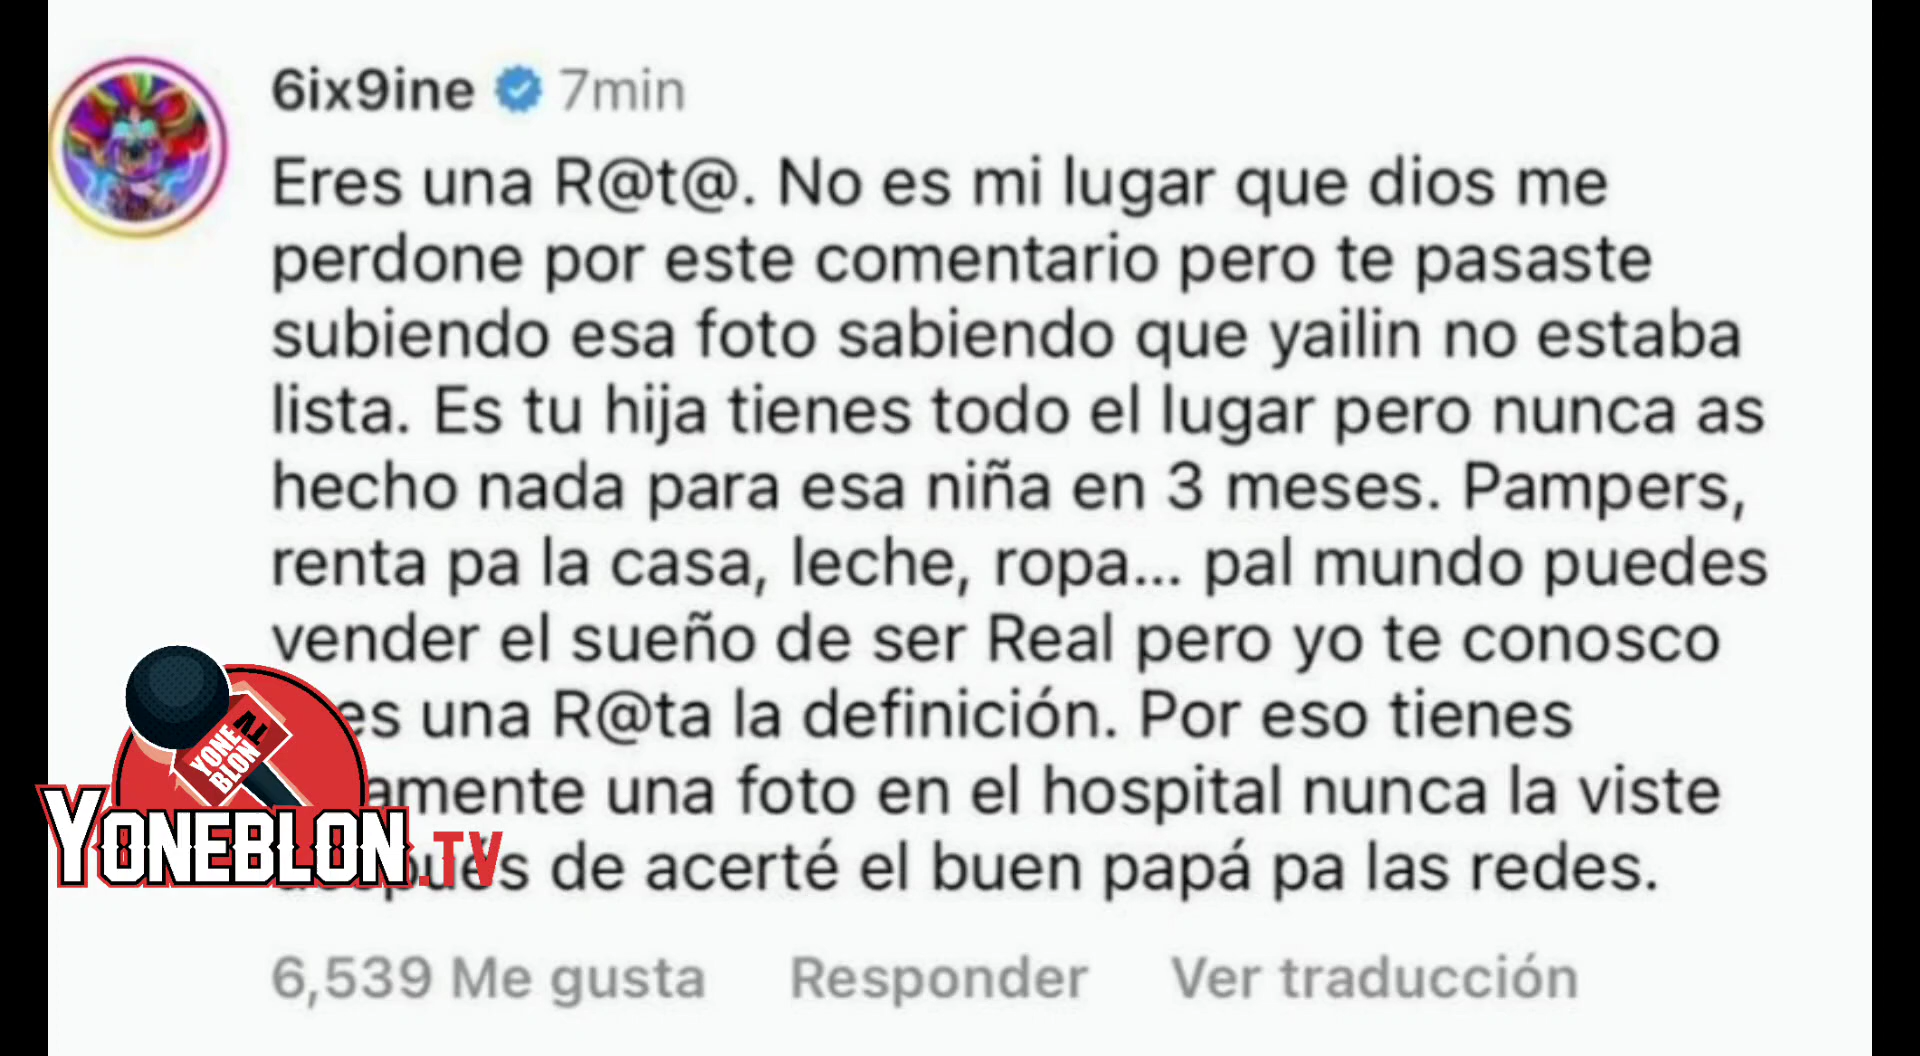 6ix9ine 7min
Eres una R@t@. No es mi lugar que dios me
perdone por este comentario pero te pasaste
subiendo esa foto sabiendo que yailin no estaba
lista. Es tu hija tienes todo el lugar pero nunca as
hecho nada para esa niña en 3 meses. Pampers,
renta pa la casa, leche, ropa... pal mundo puedes
vender el sueño de ser Real pero yo te conosco
una R@ta la definición. Por eso tienes
una foto en el hospital nunca la viste
de acerté el buen papá pa las redes.
YONE
BLON
TV
YONEBLON.TV
6,539 Me gusta Responder Ver traducción